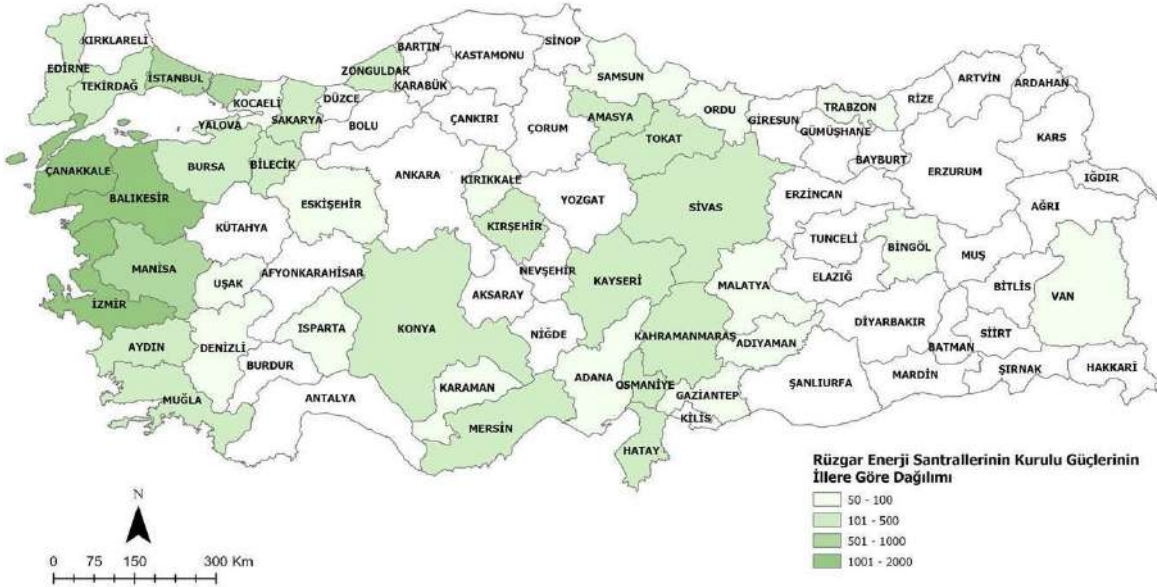 KIRKLARELİ
EDİRNE
TEKİRDAĞ
İSTANBUL
KOCAELİ
YALOVA
SAKARYA
DÜZCE
BOLU
ZONGULDAK
BARTIN
KARABÜK
KASTAMONU
SİNOP
ÇANKIRI
ÇORUM
SAMSUN
AMASYA
TOKAT
ORDU
GİRESUN
TRABZON
GÜMÜŞHANE
BAYBURT
RİZE
ARTVİN
ARDAHAN
KARS
IĞDIR
AĞRI
ERZURUM
ERZİNCAN
ÇANAKKALE
BALIKESİR
BURSA
BİLECİK
ESKİŞEHİR
KÜTAHYA
ANKARA
KIRIKKALE
KIRŞEHİR
YOZGAT
SİVAS
TUNCELİ
BİNGÖL
MUŞ
ELAZIĞ
BİTLİS
VAN
MANİSA
İZMİR
UŞAK
AFYONKARAHİSAR
AYDIN
DENİZLİ
ISPARTA
BURDUR
MUĞLA
ANTALYA
KONYA
AKSARAY
NEVŞEHİR
NİĞDE
KAYSERİ
KARAMAN
MERSİN
ADANA
KAHRAMANMARAŞ
MALATYA
ADIYAMAN
OSMANİYE
GAZİANTEP
KİLİS
HATAY
ŞANLIURFA
DİYARBAKIR
BATMAN
MARDİN
SİİRT
ŞIRNAK
HAKKARİ
Rüzgar Enerji Santrallerinin Kurulu Güçlerinin
İllere Göre Dağılımı
50 - 100
101 - 500
501 - 1000
1001 - 2000
N
0 75 150 300 Km